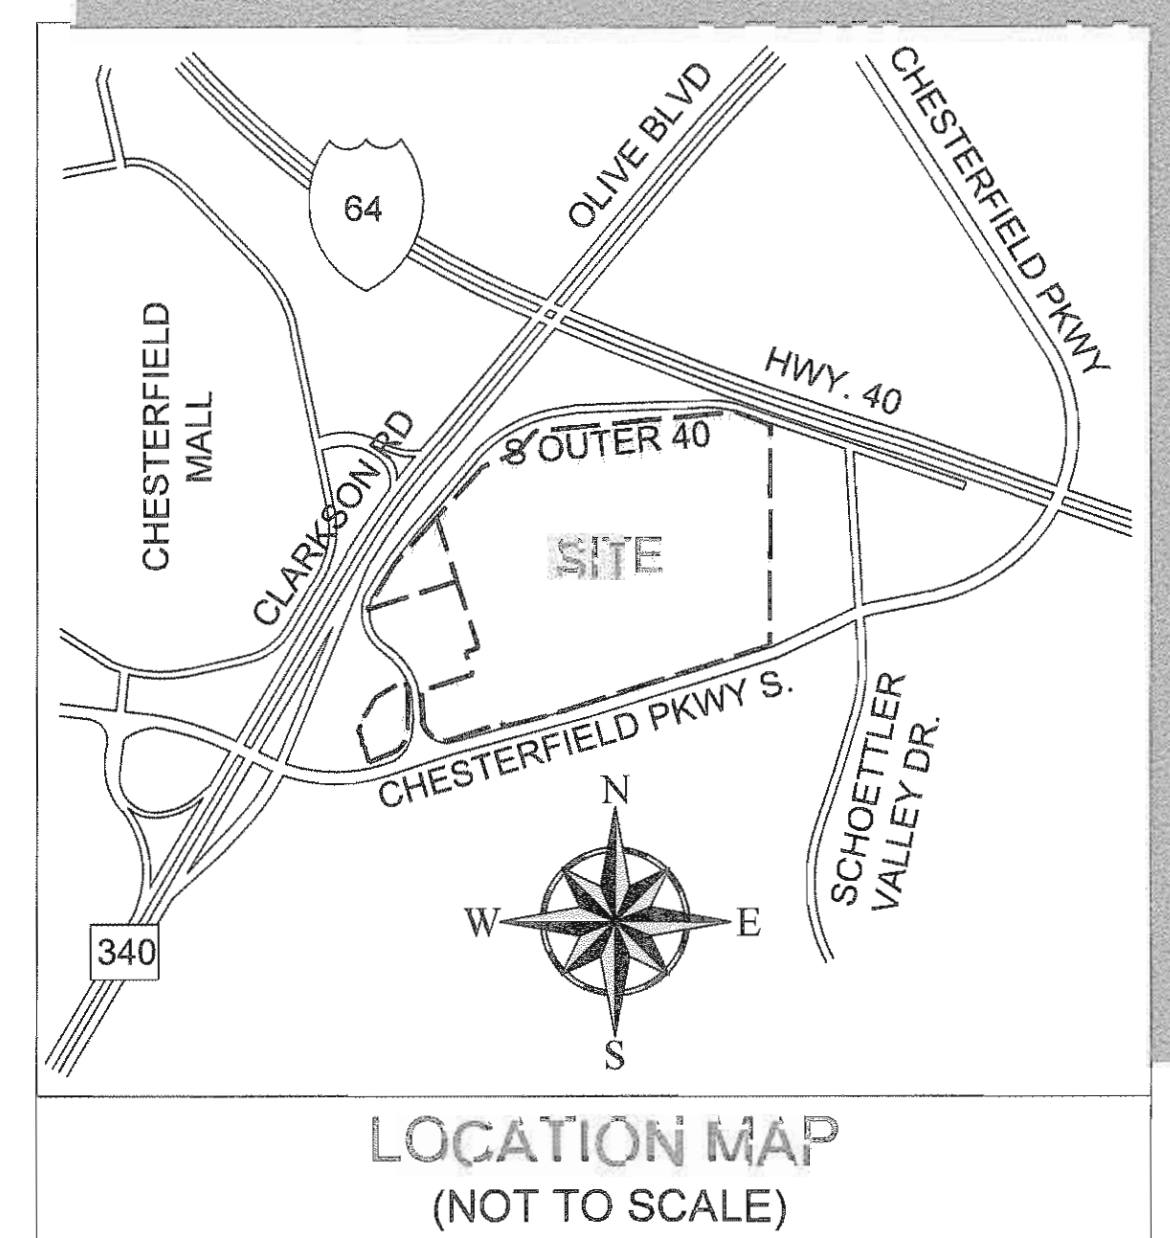 64
OLIVE BLVD
CHESTERFIELD PKWY
CHESTERFIELD
MALL
HWY. 40
CLARKSON RD
S OUTER 40
SITE
CHESTERFIELD PKWY S.
SCHOETTLER
VALLEY DR.
N
W
E
S
340
LOCATION MAP
(NOT TO SCALE)